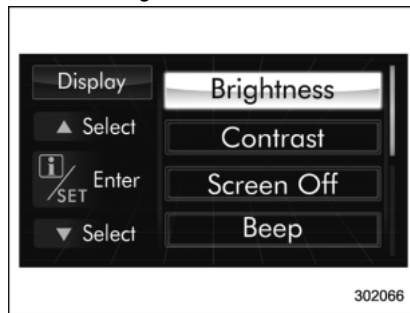 Display
Brightness
▲ Select
Contrast
i/SET Enter
Screen Off
▼ Select
Beep
302066